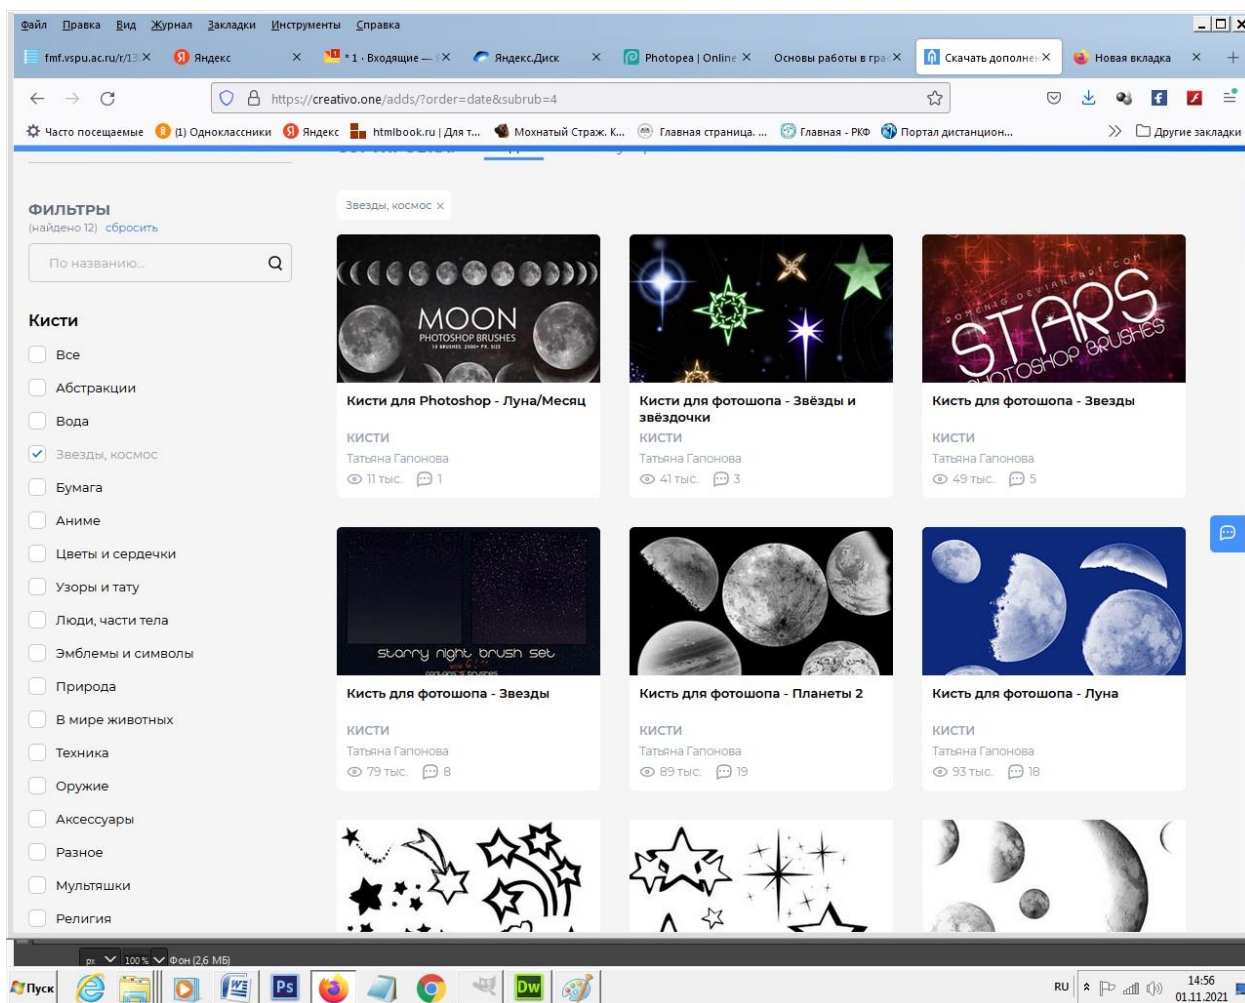 Файл Правка Вид Журнал Закладки Инструменты Справка
fmf.vspu.ac.ru/r/13 Яндекс *1 · Входящие — Яндекс.Диск Photopea | Online Основы работы в гра Скачать дополнен Новая вкладка
https://creativo.one/adds/?order=date&subrub=4
Часто посещаемые (1) Одноклассники Яндекс htmlbook.ru | Для т... Мохнатый Страж. К... Главная страница. ... Главная - РКФ Портал дистанцион... Другие закладки
ФИЛЬТРЫ
(найдено 12) сбросить
По названию...
Кисти
Все
Абстракции
Вода
Звезды, космос
Бумага
Аниме
Цветы и сердечки
Узоры и тату
Люди, части тела
Эмблемы и символы
Природа
В мире животных
Техника
Оружие
Аксессуары
Разное
Мультяшки
Религия
Звезды, космос ×
MOON
PHOTOSHOP BRUSHES
Кисти для Photoshop - Луна/Месяц
КИСТИ
Татьяна Гапонова
11 тыс. 1
Кисти для фотошопа - Звёзды и
звёздочки
КИСТИ
Татьяна Гапонова
41 тыс. 3
DOMENIG.DEVIANTART.COM
STARS
PHOTOSHOP BRUSHES
Кисть для фотошопа - Звезды
КИСТИ
Татьяна Гапонова
49 тыс. 5
starry night brush set
Кисть для фотошопа - Звезды
КИСТИ
Татьяна Гапонова
79 тыс. 8
Кисть для фотошопа - Планеты 2
КИСТИ
Татьяна Гапонова
89 тыс. 19
Кисть для фотошопа - Луна
КИСТИ
Татьяна Гапонова
93 тыс. 18
px 100% Фон (2,6 МБ)
Пуск Ps Dw RU 14:56
01.11.2021